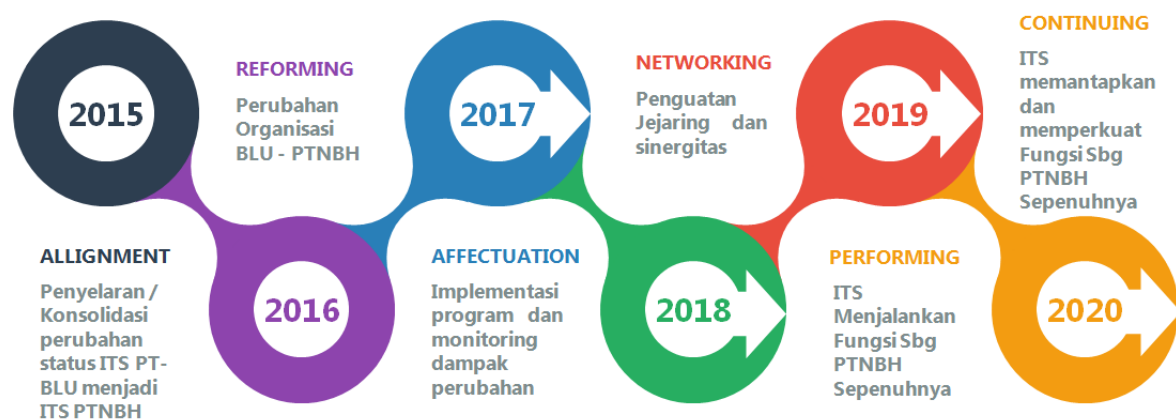 2015
ALLIGNMENT
Penyelaran /
Konsolidasi
perubahan
status ITS PT-
BLU menjadi
ITS PTNBH
REFORMING
Perubahan
Organisasi
BLU - PTNBH
2016
2017
AFFECTUATION
Implementasi
program dan
monitoring
dampak
perubahan
NETWORKING
Penguatan
Jejaring dan
sinergitas
2018
2019
PERFORMING
ITS
Menjalankan
Fungsi Sbg
PTNBH
Sepenuhnya
CONTINUING
ITS
memantapkan
dan
memperkuat
Fungsi Sbg
PTNBH
Sepenuhnya
2020